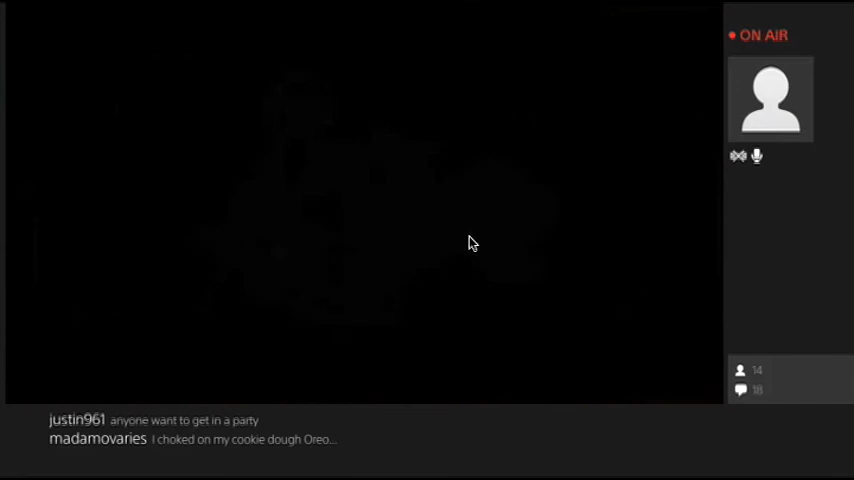 ON AIR
14
18
justin961 anyone want to get in a party
madamovaries I choked on my cookie dough Oreo...